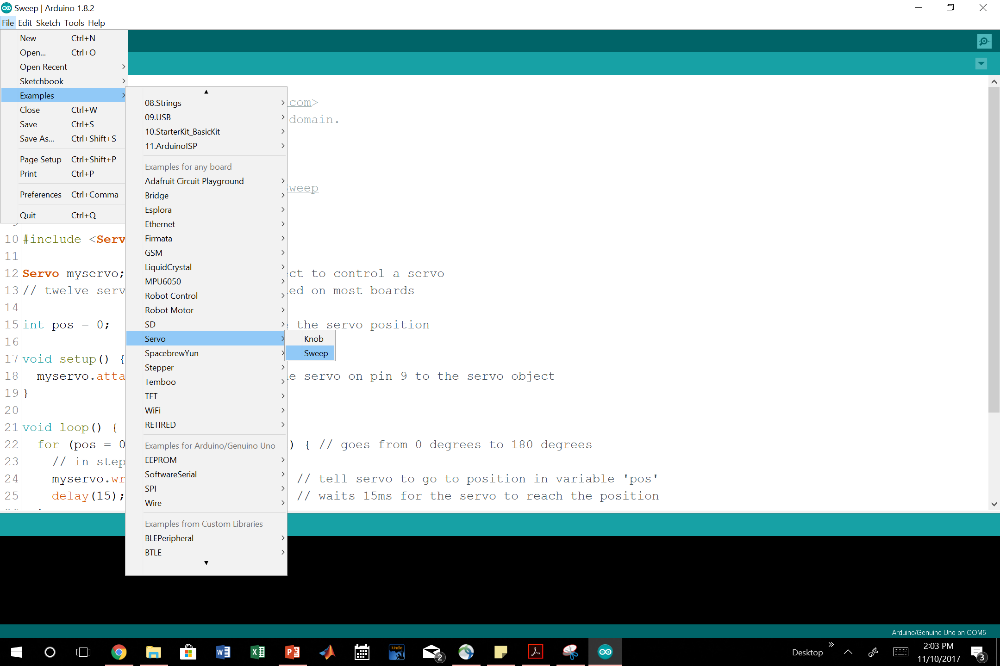 Sweep | Arduino 1.8.2
File Edit Sketch Tools Help
New Ctrl+N
Open... Ctrl+O
Open Recent
Sketchbook
Examples
Close Ctrl+W
Save Ctrl+S
Save As... Ctrl+Shift+S
Page Setup Ctrl+Shift+P
Print Ctrl+P
Preferences Ctrl+Comma
Quit Ctrl+Q
08.Strings
09.USB
10.StarterKit_BasicKit
11.ArduinoISP
Examples for any board
Adafruit Circuit Playground
Bridge
Esplora
Ethernet
Firmata
GSM
LiquidCrystal
MPU6050
Robot Control
Robot Motor
SD
Servo
SpacebrewYun
Stepper
Temboo
TFT
WiFi
RETIRED
Examples for Arduino/Genuino Uno
EEPROM
SoftwareSerial
SPI
Wire
Examples from Custom Libraries
BLEPeripheral
BTLE
Knob
Sweep
com>
domain.
weep
10 #include <Serv
11
12 Servo myservo; ct to control a servo
13 // twelve serv ed on most boards
14
15 int pos = 0; the servo position
16
17 void setup() {
18 myservo.atta e servo on pin 9 to the servo object
19 }
20
21 void loop() {
22 for (pos = 0 ) { // goes from 0 degrees to 180 degrees
23 // in step
24 myservo.wr // tell servo to go to position in variable 'pos'
25 delay(15); // waits 15ms for the servo to reach the position
Arduino/Genuino Uno on COM5
kindle
2
Desktop
2:03 PM
11/10/2017
3